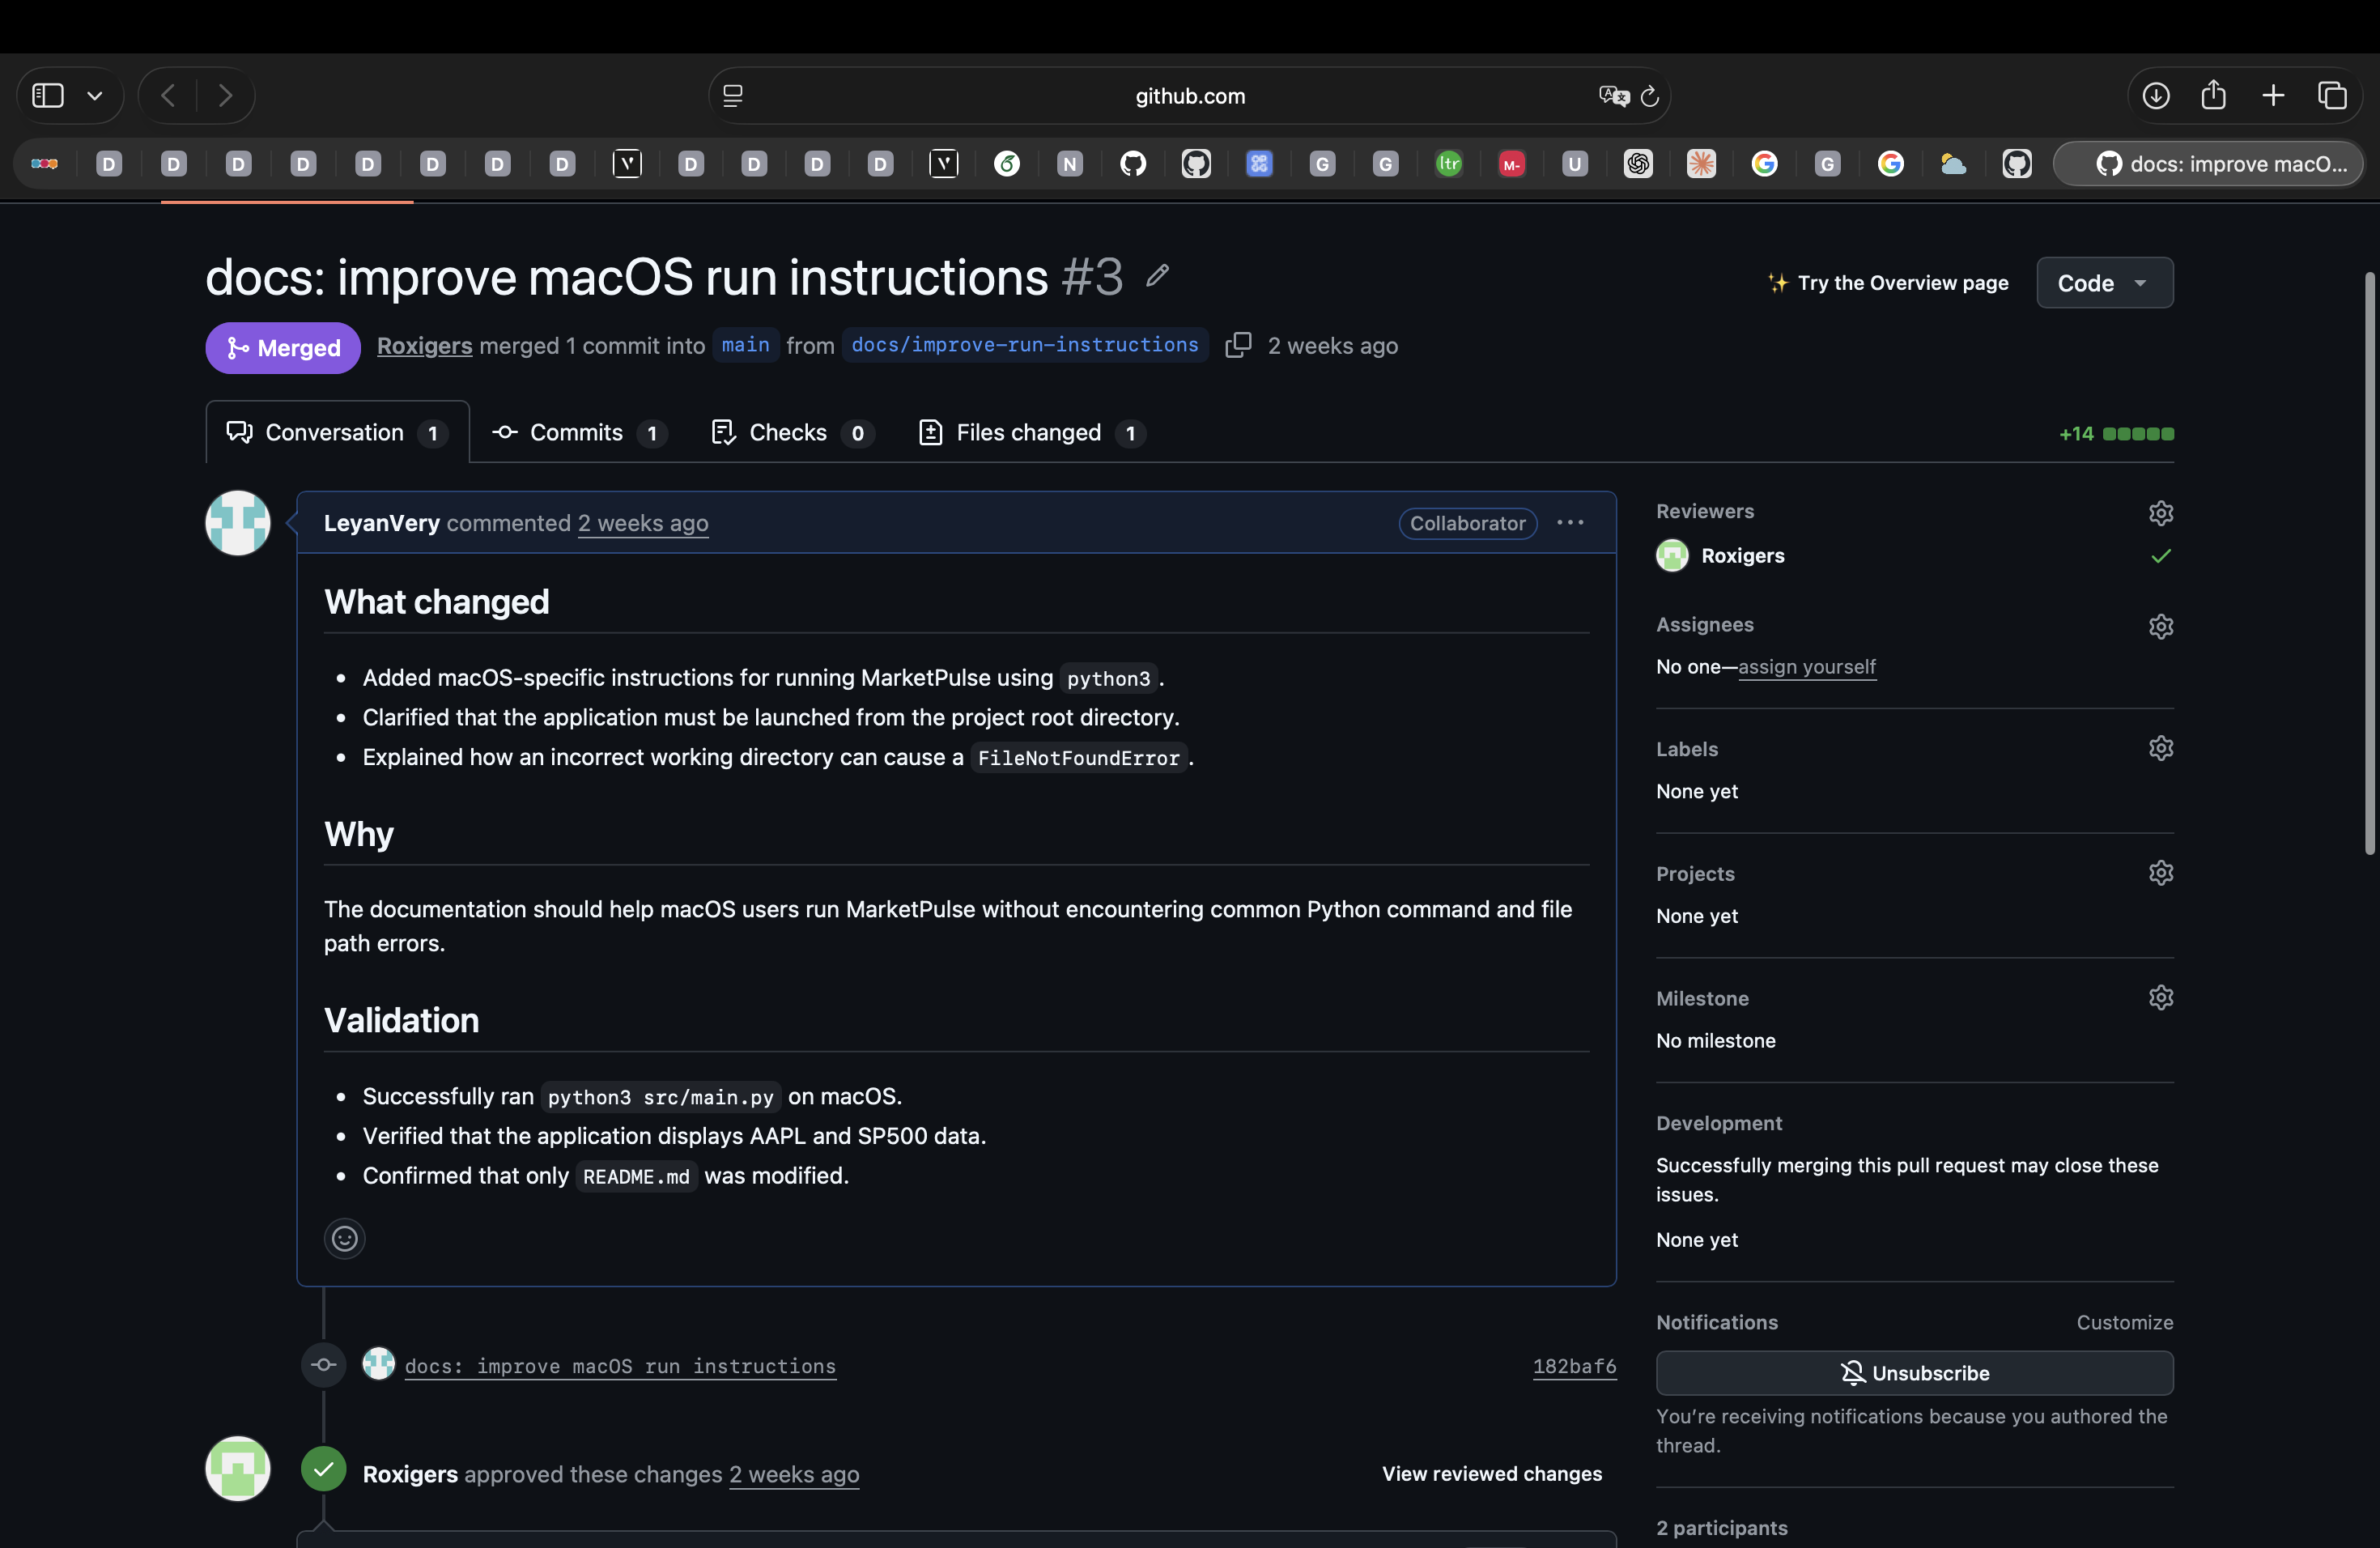 github.com
D
D
D
D
D
D
D
D
V
D
D
D
D
V
N
G
G
ltr
M-
U
G
docs: improve macO...
docs: improve macOS run instructions #3
Try the Overview page
Code
Merged
Roxigers merged 1 commit into main from docs/improve-run-instructions 2 weeks ago
Conversation 1
Commits 1
Checks 0
Files changed 1
+14
LeyanVery commented 2 weeks ago
Collaborator
What changed
Added macOS-specific instructions for running MarketPulse using python3.
Clarified that the application must be launched from the project root directory.
Explained how an incorrect working directory can cause a FileNotFoundError.
Why
The documentation should help macOS users run MarketPulse without encountering common Python command and file
path errors.
Validation
Successfully ran python3 src/main.py on macOS.
Verified that the application displays AAPL and SP500 data.
Confirmed that only README.md was modified.
docs: improve macOS run instructions
182baf6
Roxigers approved these changes 2 weeks ago
View reviewed changes
Reviewers
Roxigers
Assignees
No one—assign yourself
Labels
None yet
Projects
None yet
Milestone
No milestone
Development
Successfully merging this pull request may close these
issues.
None yet
Notifications
Customize
Unsubscribe
You're receiving notifications because you authored the
thread.
2 participants